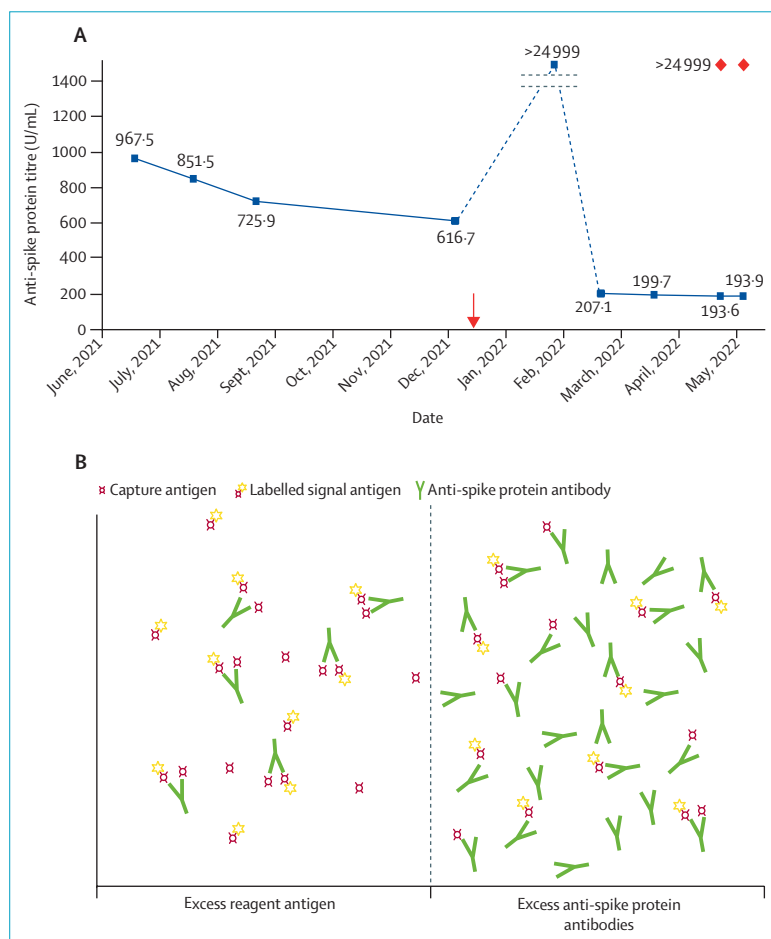 A
>24 999
>24 999
1400
1200
1000
800
600
400
200
0
Anti-spike protein titre (U/mL)
967·5
851·5
725·9
616·7
207·1
199·7
193·6
193·9
June, 2021
July, 2021
Aug, 2021
Sept, 2021
Oct, 2021
Nov, 2021
Dec, 2021
Jan, 2022
Feb, 2022
March, 2022
April, 2022
May, 2022
Date
B
Capture antigen
Labelled signal antigen
Anti-spike protein antibody
Excess reagent antigen
Excess anti-spike protein
antibodies